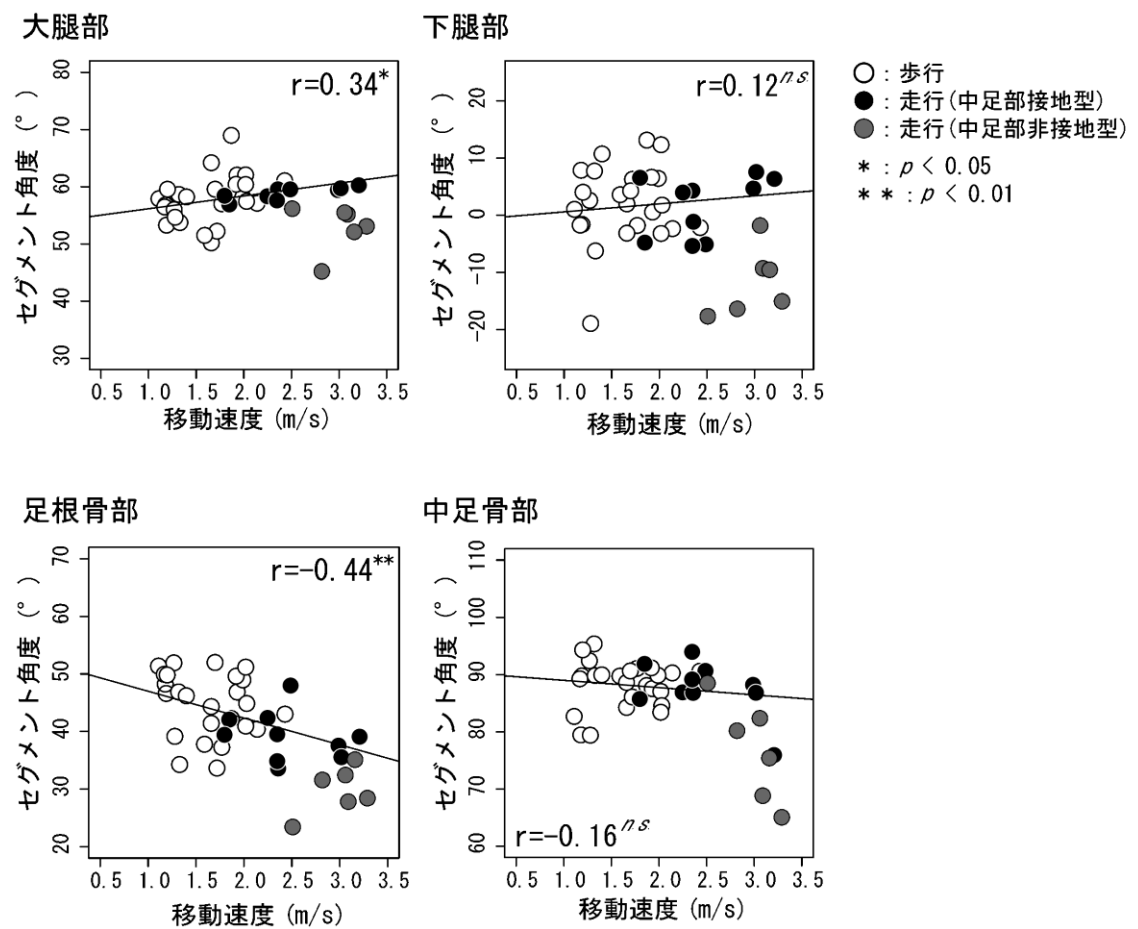 大腿部
r=0.34*
セグメント角度 (°)
80
70
60
50
40
30
0.5 1.0 1.5 2.0 2.5 3.0 3.5
移動速度 (m/s)
下腿部
r=0.12ns
セグメント角度 (°)
20
10
0
-10
-20
0.5 1.0 1.5 2.0 2.5 3.0 3.5
移動速度 (m/s)
○ : 歩行
● : 走行(中足部接地型)
● : 走行(中足部非接地型)
* : p < 0.05
** : p < 0.01
足根骨部
r=-0.44**
セグメント角度 (°)
70
60
50
40
30
20
0.5 1.0 1.5 2.0 2.5 3.0 3.5
移動速度 (m/s)
中足骨部
セグメント角度 (°)
110
100
90
80
70
60
r=-0.16ns
0.5 1.0 1.5 2.0 2.5 3.0 3.5
移動速度 (m/s)